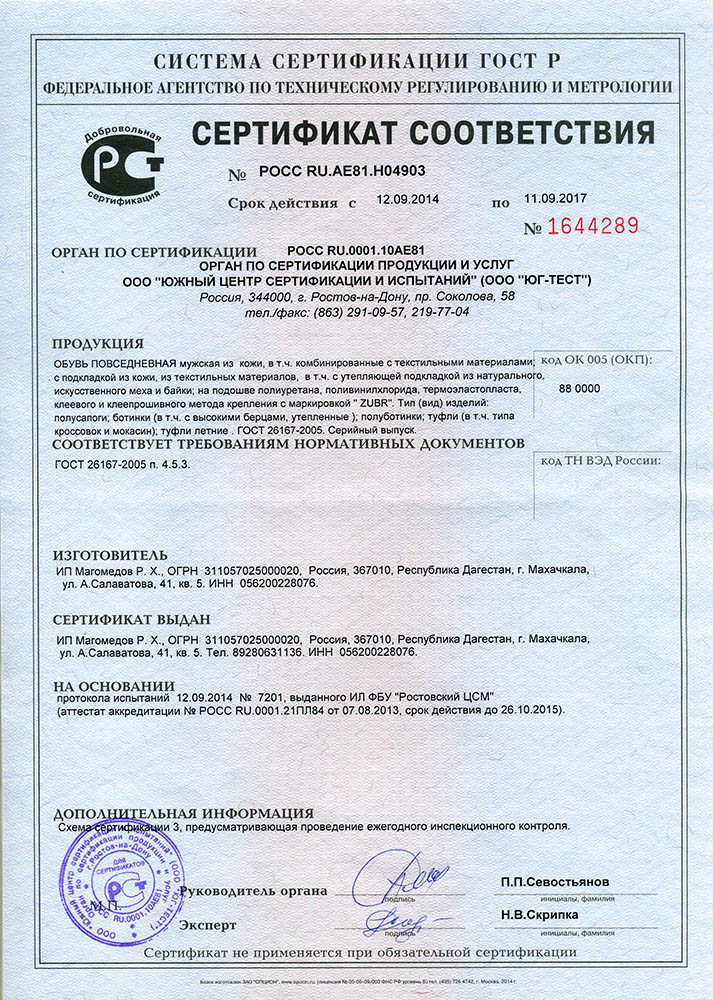 СИСТЕМА СЕРТИФИКАЦИИ ГОСТ Р
ФЕДЕРАЛЬНОЕ АГЕНТСТВО ПО ТЕХНИЧЕСКОМУ РЕГУЛИРОВАНИЮ И МЕТРОЛОГИИ
Добровольная
РСТ
сертификация
СЕРТИФИКАТ СООТВЕТСТВИЯ
№ РОСС RU.АЕ81.Н04903
Срок действия с 12.09.2014 по 11.09.2017
№ 1644289
ОРГАН ПО СЕРТИФИКАЦИИ РОСС RU.0001.10АЕ81
ОРГАН ПО СЕРТИФИКАЦИИ ПРОДУКЦИИ И УСЛУГ
ООО "ЮЖНЫЙ ЦЕНТР СЕРТИФИКАЦИИ И ИСПЫТАНИЙ" (ООО "ЮГ-ТЕСТ")
Россия, 344000, г. Ростов-на-Дону, пр. Соколова, 58
тел./факс: (863) 291-09-57, 219-77-04
ПРОДУКЦИЯ
ОБУВЬ ПОВСЕДНЕВНАЯ мужская из кожи, в т.ч. комбинированные с текстильными материалами,
с подкладкой из кожи, из текстильных материалов, в т.ч. с утепляющей подкладкой из натурального,
искусственного меха и байки; на подошве полиуретана, поливинилхлорида, термоэластопласта,
клеевого и клеепрошивного метода крепления с маркировкой " ZUBR". Тип (вид) изделий:
полусапоги; ботинки (в т.ч. с высокими берцами, утепленные ); полуботинки; туфли (в т.ч. типа
кроссовок и мокасин); туфли летние . ГОСТ 26167-2005. Серийный выпуск.
код ОК 005 (ОКП):
88 0000
СООТВЕТСТВУЕТ ТРЕБОВАНИЯМ НОРМАТИВНЫХ ДОКУМЕНТОВ
ГОСТ 26167-2005 п. 4.5.3.
код ТН ВЭД России:
ИЗГОТОВИТЕЛЬ
ИП Магомедов Р. Х., ОГРН 311057025000020, Россия, 367010, Республика Дагестан, г. Махачкала,
ул. А.Салаватова, 41, кв. 5. ИНН 056200228076.
СЕРТИФИКАТ ВЫДАН
ИП Магомедов Р. Х., ОГРН 311057025000020, Россия, 367010, Республика Дагестан, г. Махачкала,
ул. А.Салаватова, 41, кв. 5. Тел. 89280631136. ИНН 056200228076.
НА ОСНОВАНИИ
протокола испытаний 12.09.2014 № 7201, выданного ИЛ ФБУ "Ростовский ЦСМ"
(аттестат аккредитации № РОСС RU.0001.21ПЛ84 от 07.08.2013, срок действия до 26.10.2015).
ДОПОЛНИТЕЛЬНАЯ ИНФОРМАЦИЯ
Схема сертификации 3, предусматривающая проведение ежегодного инспекционного контроля.
г.Ростов-на-Дону
ДЛЯ
СЕРТИФИКАТОВ
РСТ
РОСС RU.0001.10АЕ81
М.П.
Руководитель органа
подпись
П.П.Севостьянов
инициалы, фамилия
Эксперт
подпись
Н.В.Скрипка
инициалы, фамилия
Сертификат не применяется при обязательной сертификации